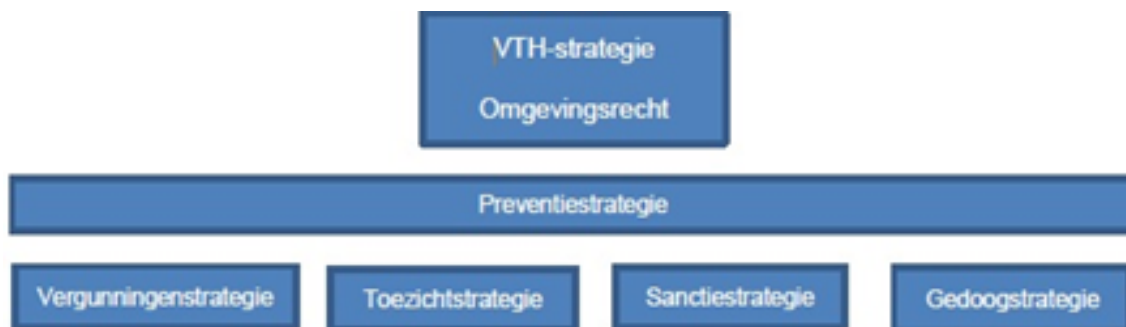 VTH-strategie
Omgevingsrecht
Preventiestrategie
Vergunningenstrategie
Toezichtstrategie
Sanctiestrategie
Gedoogstrategie